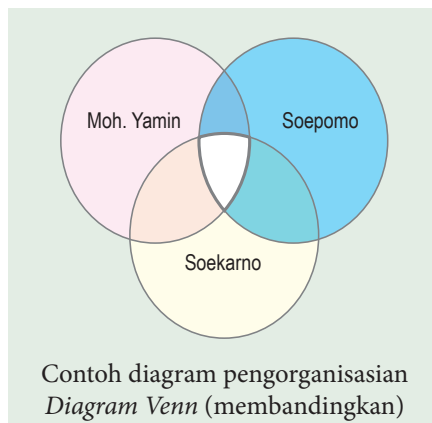 Moh. Yamin
Soepomo
Soekarno
Contoh diagram pengorganisasian
Diagram Venn (membandingkan)